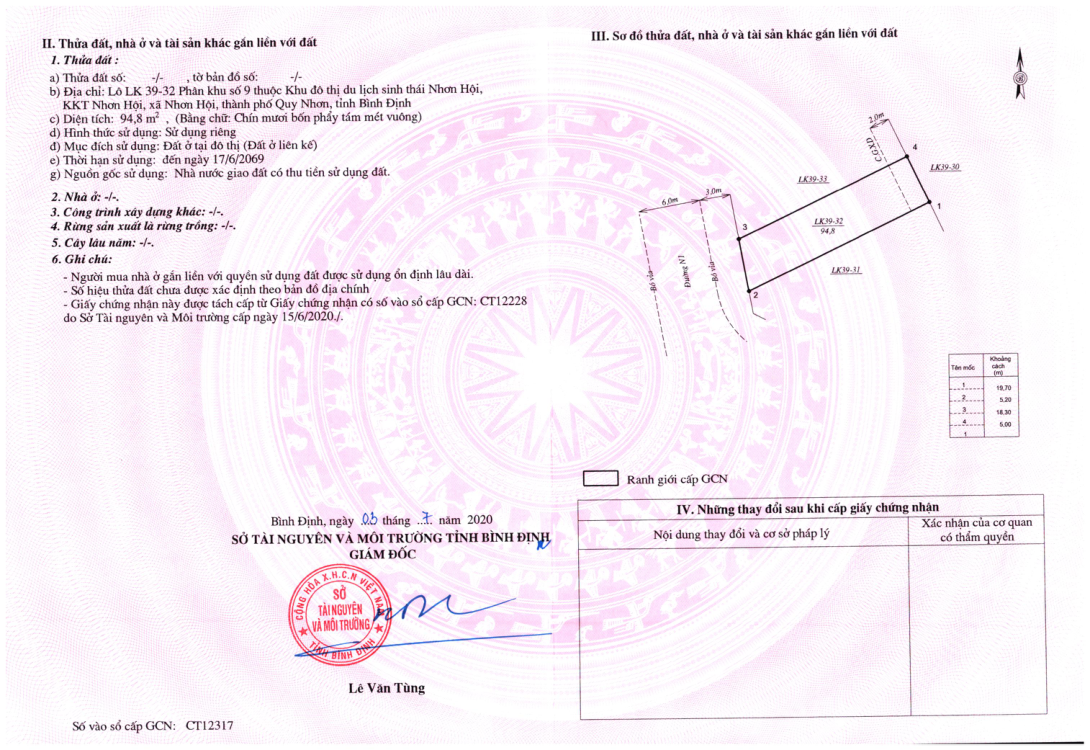 II. Thửa đất, nhà ở và tài sản khác gắn liền với đất
1. Thửa đất :
a) Thửa đất số: -/- , tờ bản đồ số: -/-
b) Địa chỉ: Lô LK 39-32 Phân khu số 9 thuộc Khu đô thị du lịch sinh thái Nhơn Hội,
KKT Nhơn Hội, xã Nhơn Hội, thành phố Quy Nhơn, tỉnh Bình Định
c) Diện tích: 94,8 m² , (Bằng chữ: Chín mươi bốn phẩy tám mét vuông)
d) Hình thức sử dụng: Sử dụng riêng
đ) Mục đích sử dụng: Đất ở tại đô thị (Đất ở liên kế)
e) Thời hạn sử dụng: đến ngày 17/6/2069
g) Nguồn gốc sử dụng: Nhà nước giao đất có thu tiền sử dụng đất.
2. Nhà ở: -/-.
3. Công trình xây dựng khác: -/-.
4. Rừng sản xuất là rừng trồng: -/-.
5. Cây lâu năm: -/-.
6. Ghi chú:
- Người mua nhà ở gắn liền với quyền sử dụng đất được sử dụng ổn định lâu dài.
- Số hiệu thửa đất chưa được xác định theo bản đồ địa chính
- Giấy chứng nhận này được tách cấp từ Giấy chứng nhận có số vào sổ cấp GCN: CT12228
do Sở Tài nguyên và Môi trường cấp ngày 15/6/2020./.
Bình Định, ngày 03 tháng 7 năm 2020
SỞ TÀI NGUYÊN VÀ MÔI TRƯỜNG TỈNH BÌNH ĐỊNH
GIÁM ĐỐC
CỘNG HÒA X.H.C.N VIỆT NAM
SỞ
TÀI NGUYÊN
VÀ MÔI TRƯỜNG
TỈNH BÌNH ĐỊNH
Lê Văn Tùng
Số vào sổ cấp GCN: CT12317
III. Sơ đồ thửa đất, nhà ở và tài sản khác gắn liền với đất
2.0m
CGXD
4
LK39-33
LK39-30
3.0m
6.0m
1
LK39-32
94,8
3
LK39-31
Bó vỉa
Đường N1
Bó vỉa
2
Tên mốc
Khoảng
cách
(m)
1
19,70
2
5,20
3
18,30
4
5,00
1
Ranh giới cấp GCN
IV. Những thay đổi sau khi cấp giấy chứng nhận
Nội dung thay đổi và cơ sở pháp lý
Xác nhận của cơ quan
có thẩm quyền